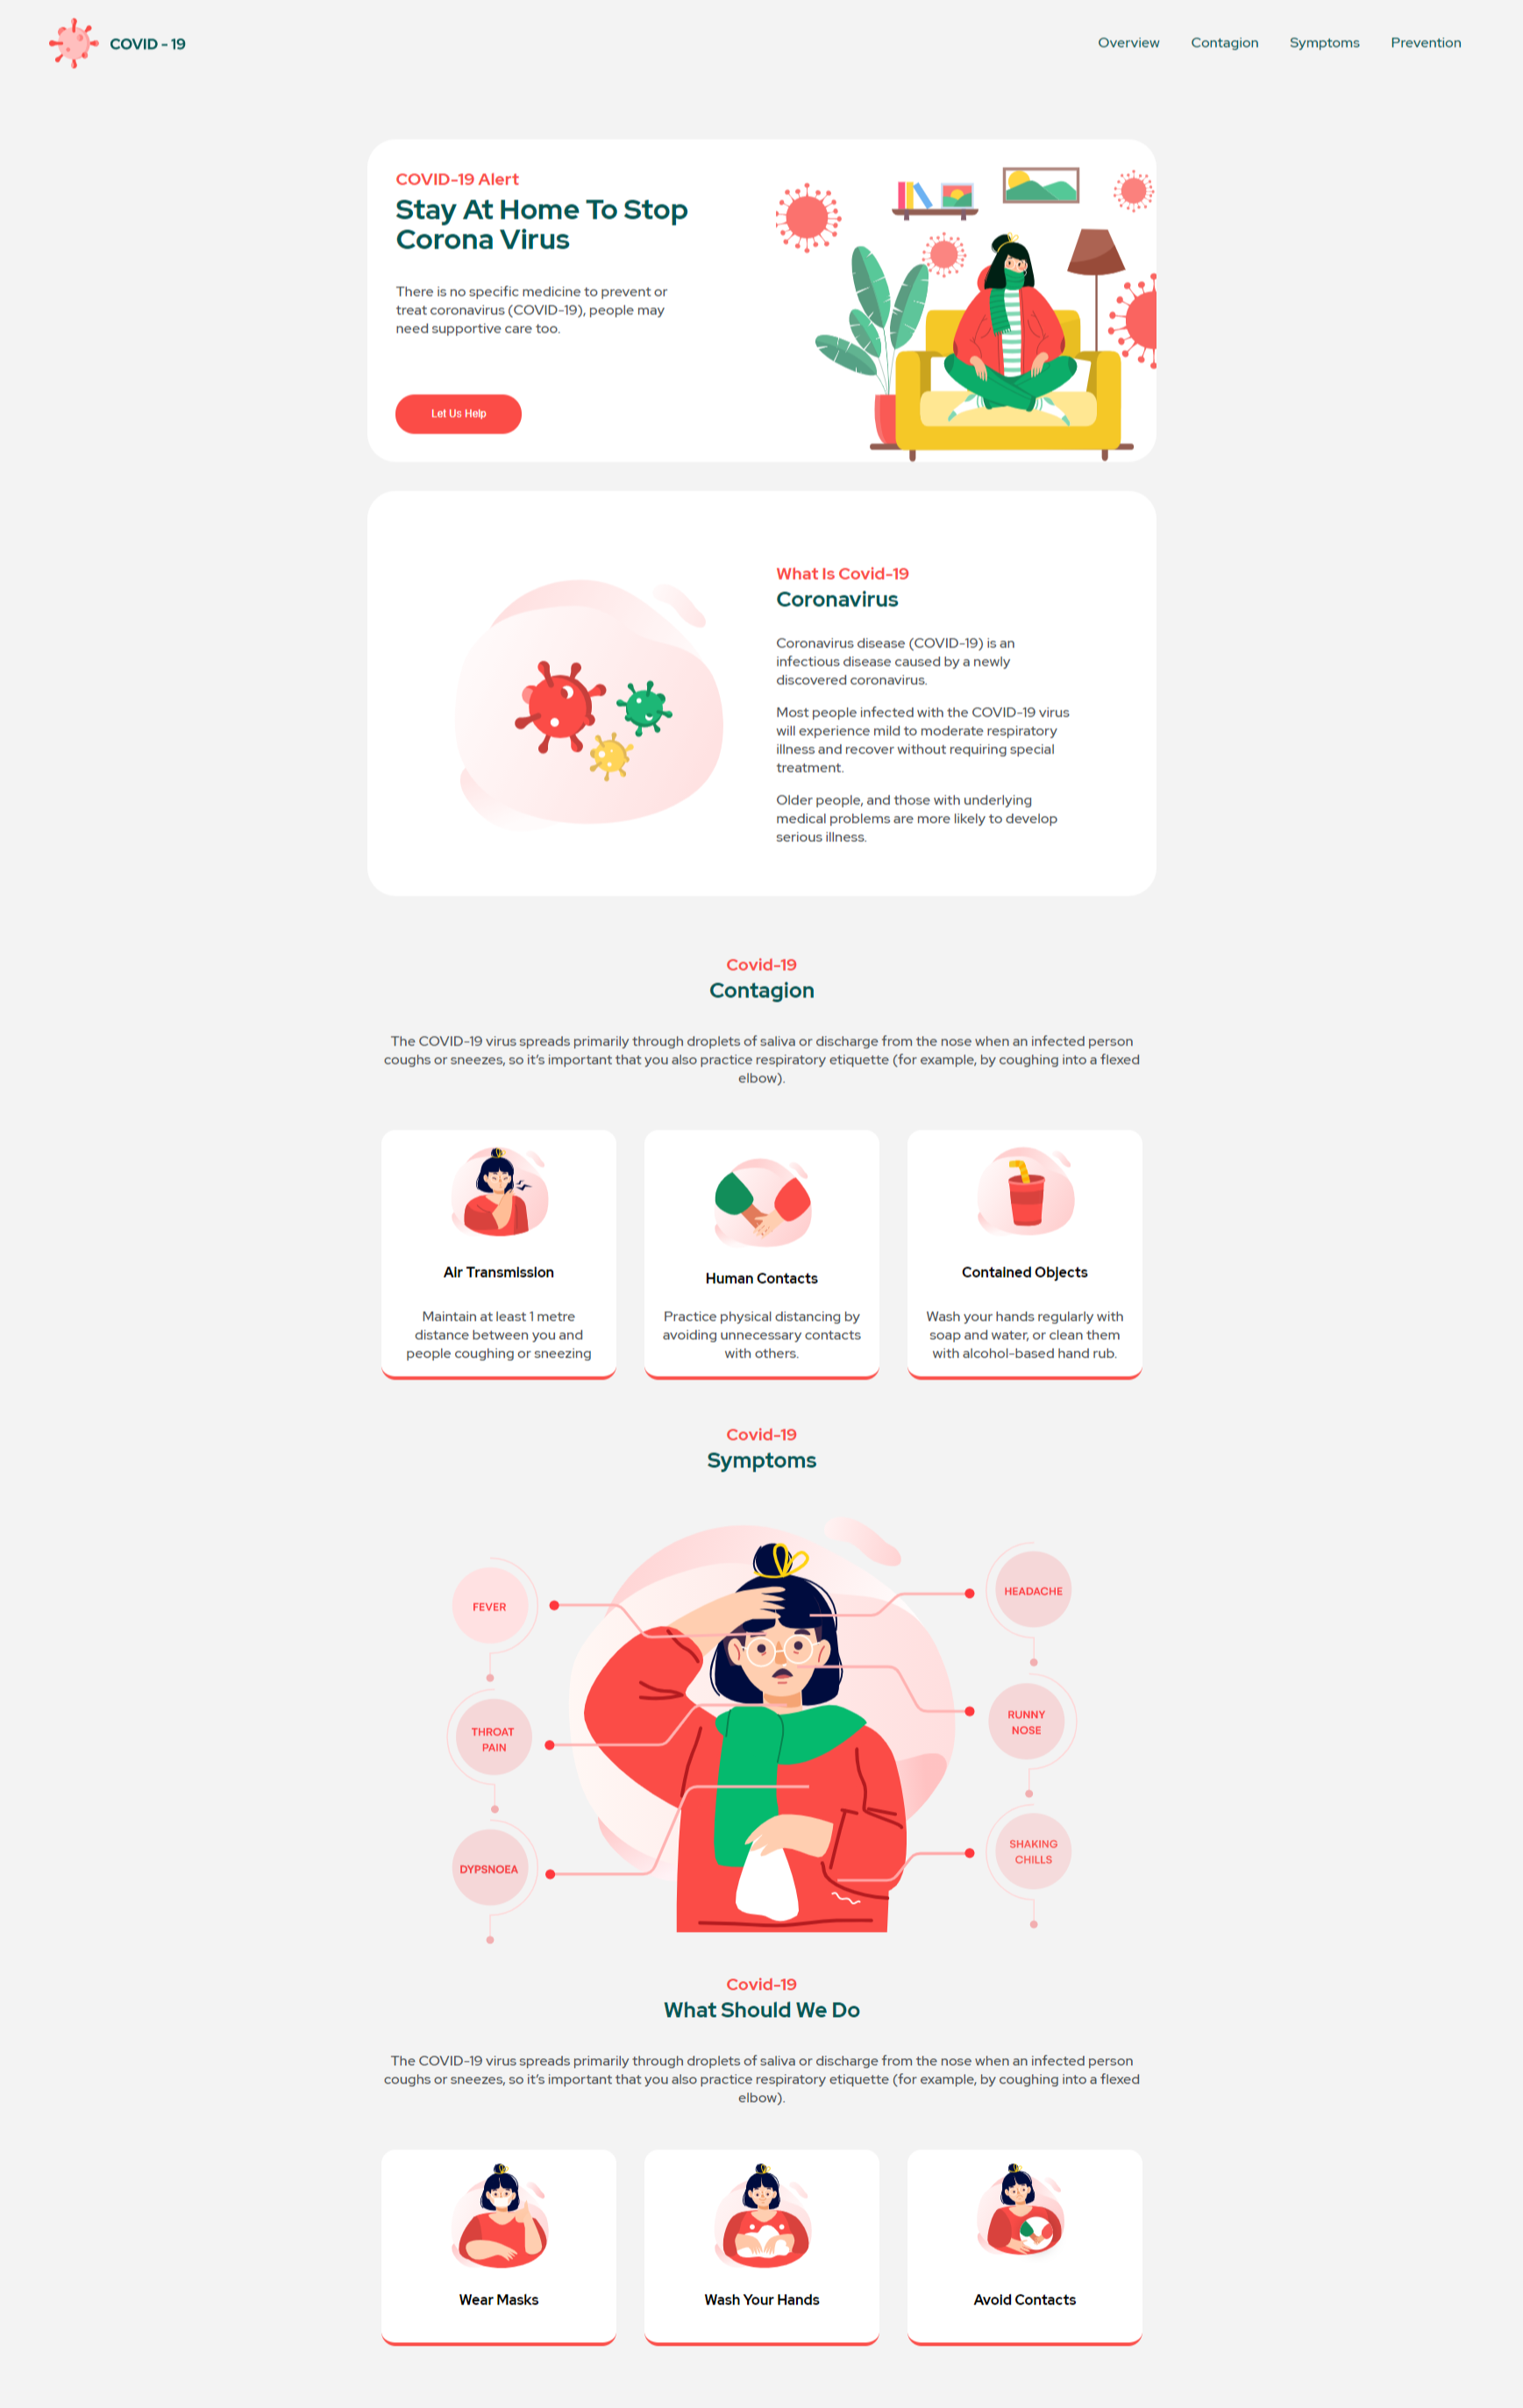 COVID - 19
Overview
Contagion
Symptoms
Prevention
COVID-19 Alert
Stay At Home To Stop
Corona Virus
There is no specific medicine to prevent or
treat coronavirus (COVID-19), people may
need supportive care too.
Let Us Help
What Is Covid-19
Coronavirus
Coronavirus disease (COVID-19) is an
infectious disease caused by a newly
discovered coronavirus.
Most people infected with the COVID-19 virus
will experience mild to moderate respiratory
illness and recover without requiring special
treatment.
Older people, and those with underlying
medical problems are more likely to develop
serious illness.
Covid-19
Contagion
The COVID-19 virus spreads primarily through droplets of saliva or discharge from the nose when an infected person
coughs or sneezes, so it’s important that you also practice respiratory etiquette (for example, by coughing into a flexed
elbow).
Air Transmission
Maintain at least 1 metre
distance between you and
people coughing or sneezing
Human Contacts
Practice physical distancing by
avoiding unnecessary contacts
with others.
Contained Objects
Wash your hands regularly with
soap and water, or clean them
with alcohol-based hand rub.
Covid-19
Symptoms
FEVER
HEADACHE
THROAT
PAIN
RUNNY
NOSE
DYPSNOEA
SHAKING
CHILLS
Covid-19
What Should We Do
The COVID-19 virus spreads primarily through droplets of saliva or discharge from the nose when an infected person
coughs or sneezes, so it’s important that you also practice respiratory etiquette (for example, by coughing into a flexed
elbow).
Wear Masks
Wash Your Hands
Avoid Contacts